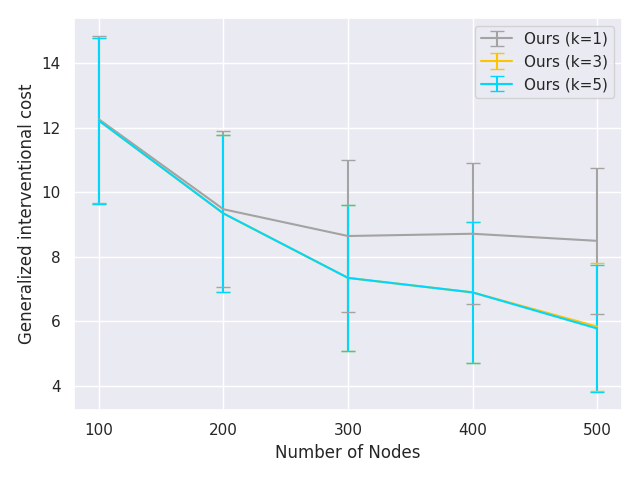 Ours (k=1)
Ours (k=3)
Ours (k=5)
Generalized interventional cost
14
12
10
8
6
4
100 200 300 400 500
Number of Nodes